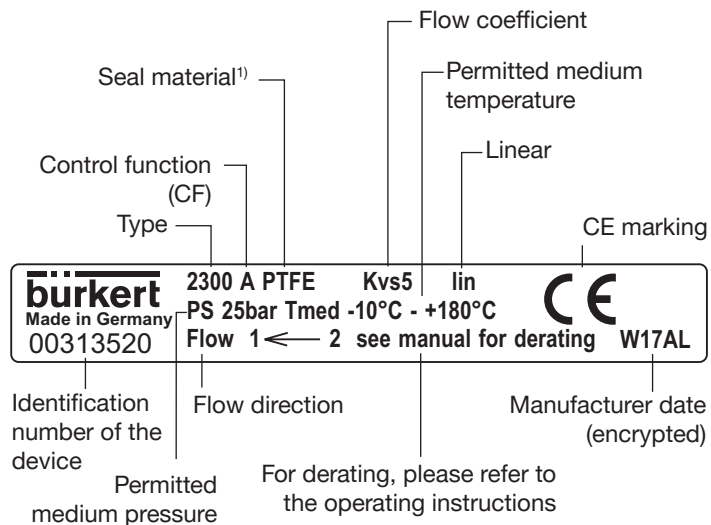 Flow coefficient
Seal material1)
Permitted medium
temperature
Linear
Control function
(CF)
Type
CE marking
bürkert
Made in Germany
00313520
2300 A PTFE Kvs5 lin
PS 25bar Tmed -10°C - +180°C
Flow 1 ← 2 see manual for derating W17AL
CE
Identification
number of the
device
Flow direction
Manufacturer date
(encrypted)
Permitted
medium pressure
For derating, please refer to
the operating instructions